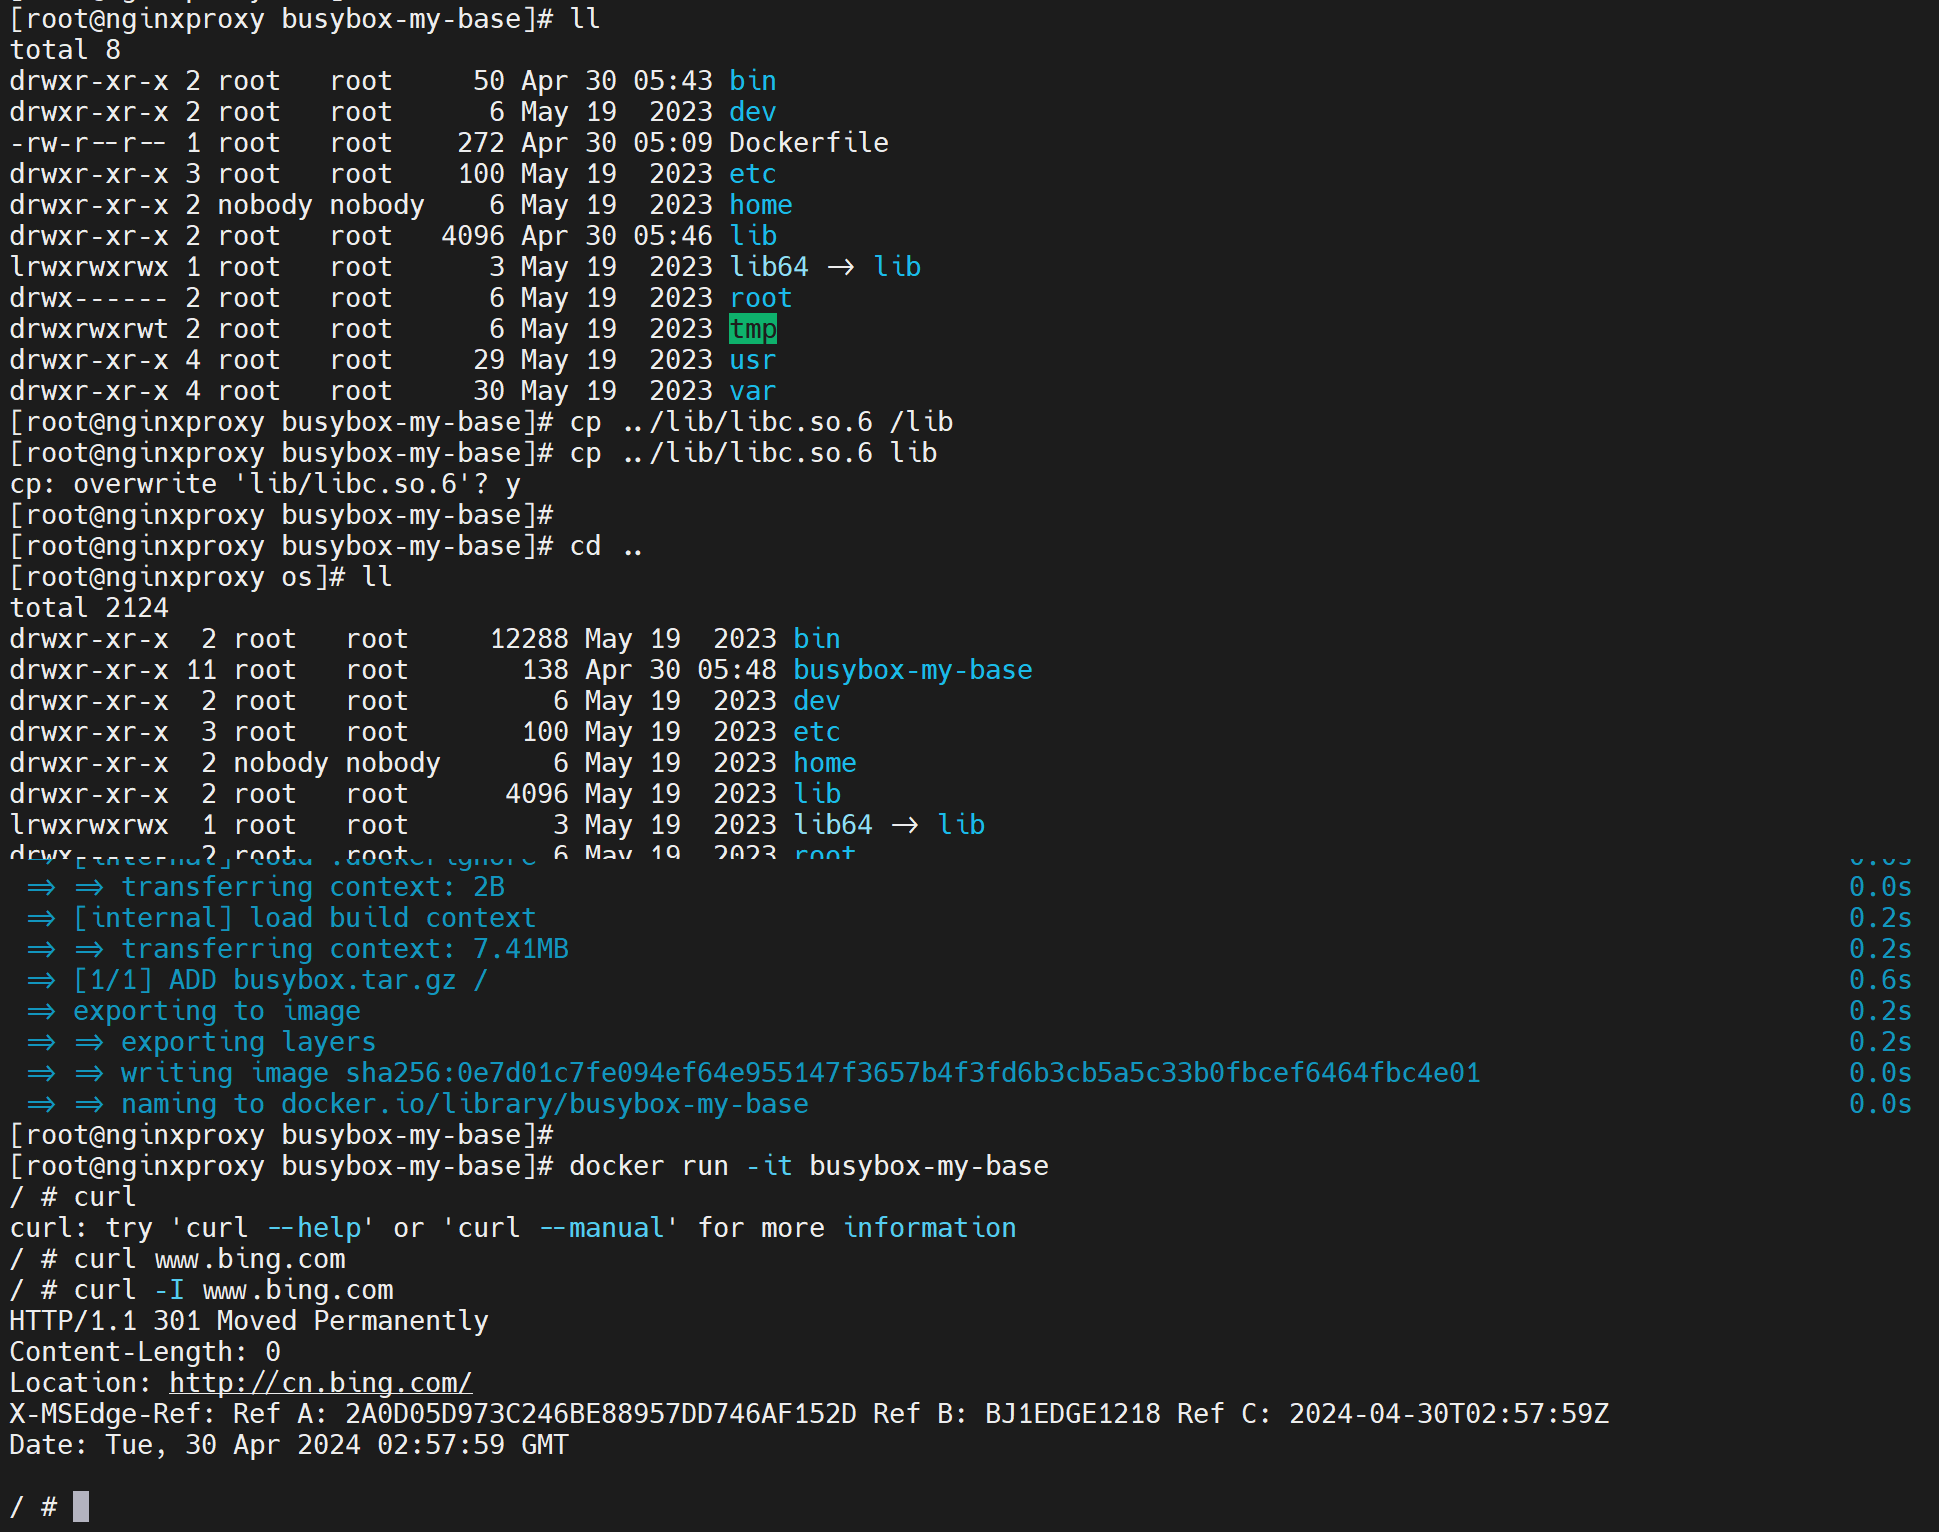 [root@nginxproxy busybox-my-base]# ll
total 8
drwxr-xr-x 2 root   root     50 Apr 30 05:43 bin
drwxr-xr-x 2 root   root      6 May 19  2023 dev
-rw-r--r-- 1 root   root    272 Apr 30 05:09 Dockerfile
drwxr-xr-x 3 root   root    100 May 19  2023 etc
drwxr-xr-x 2 nobody nobody    6 May 19  2023 home
drwxr-xr-x 2 root   root   4096 Apr 30 05:46 lib
lrwxrwxrwx 1 root   root      3 May 19  2023 lib64 -> lib
drwx------ 2 root   root      6 May 19  2023 root
drwxrwxrwt 2 root   root      6 May 19  2023 tmp
drwxr-xr-x 4 root   root     29 May 19  2023 usr
drwxr-xr-x 4 root   root     30 May 19  2023 var
[root@nginxproxy busybox-my-base]# cp ../lib/libc.so.6 /lib
[root@nginxproxy busybox-my-base]# cp ../lib/libc.so.6 lib
cp: overwrite 'lib/libc.so.6'? y
[root@nginxproxy busybox-my-base]#
[root@nginxproxy busybox-my-base]# cd ..
[root@nginxproxy os]# ll
total 2124
drwxr-xr-x  2 root   root     12288 May 19  2023 bin
drwxr-xr-x 11 root   root       138 Apr 30 05:48 busybox-my-base
drwxr-xr-x  2 root   root         6 May 19  2023 dev
drwxr-xr-x  3 root   root       100 May 19  2023 etc
drwxr-xr-x  2 nobody nobody       6 May 19  2023 home
drwxr-xr-x  2 root   root      4096 May 19  2023 lib
lrwxrwxrwx  1 root   root         3 May 19  2023 lib64 -> lib
drwx------  2 root   root         6 May 19  2023 root
=> => transferring context: 2B 0.0s
=> [internal] load build context 0.2s
=> => transferring context: 7.41MB 0.2s
=> [1/1] ADD busybox.tar.gz / 0.6s
=> exporting to image 0.2s
=> => exporting layers 0.2s
=> => writing image sha256:0e7d01c7fe094ef64e955147f3657b4f3fd6b3cb5a5c33b0fbcef6464fbc4e01 0.0s
=> => naming to docker.io/library/busybox-my-base 0.0s
[root@nginxproxy busybox-my-base]#
[root@nginxproxy busybox-my-base]# docker run -it busybox-my-base
/ # curl
curl: try 'curl --help' or 'curl --manual' for more information
/ # curl www.bing.com
/ # curl -I www.bing.com
HTTP/1.1 301 Moved Permanently
Content-Length: 0
Location: http://cn.bing.com/
X-MSEdge-Ref: Ref A: 2A0D05D973C246BE88957DD746AF152D Ref B: BJ1EDGE1218 Ref C: 2024-04-30T02:57:59Z
Date: Tue, 30 Apr 2024 02:57:59 GMT
/ #